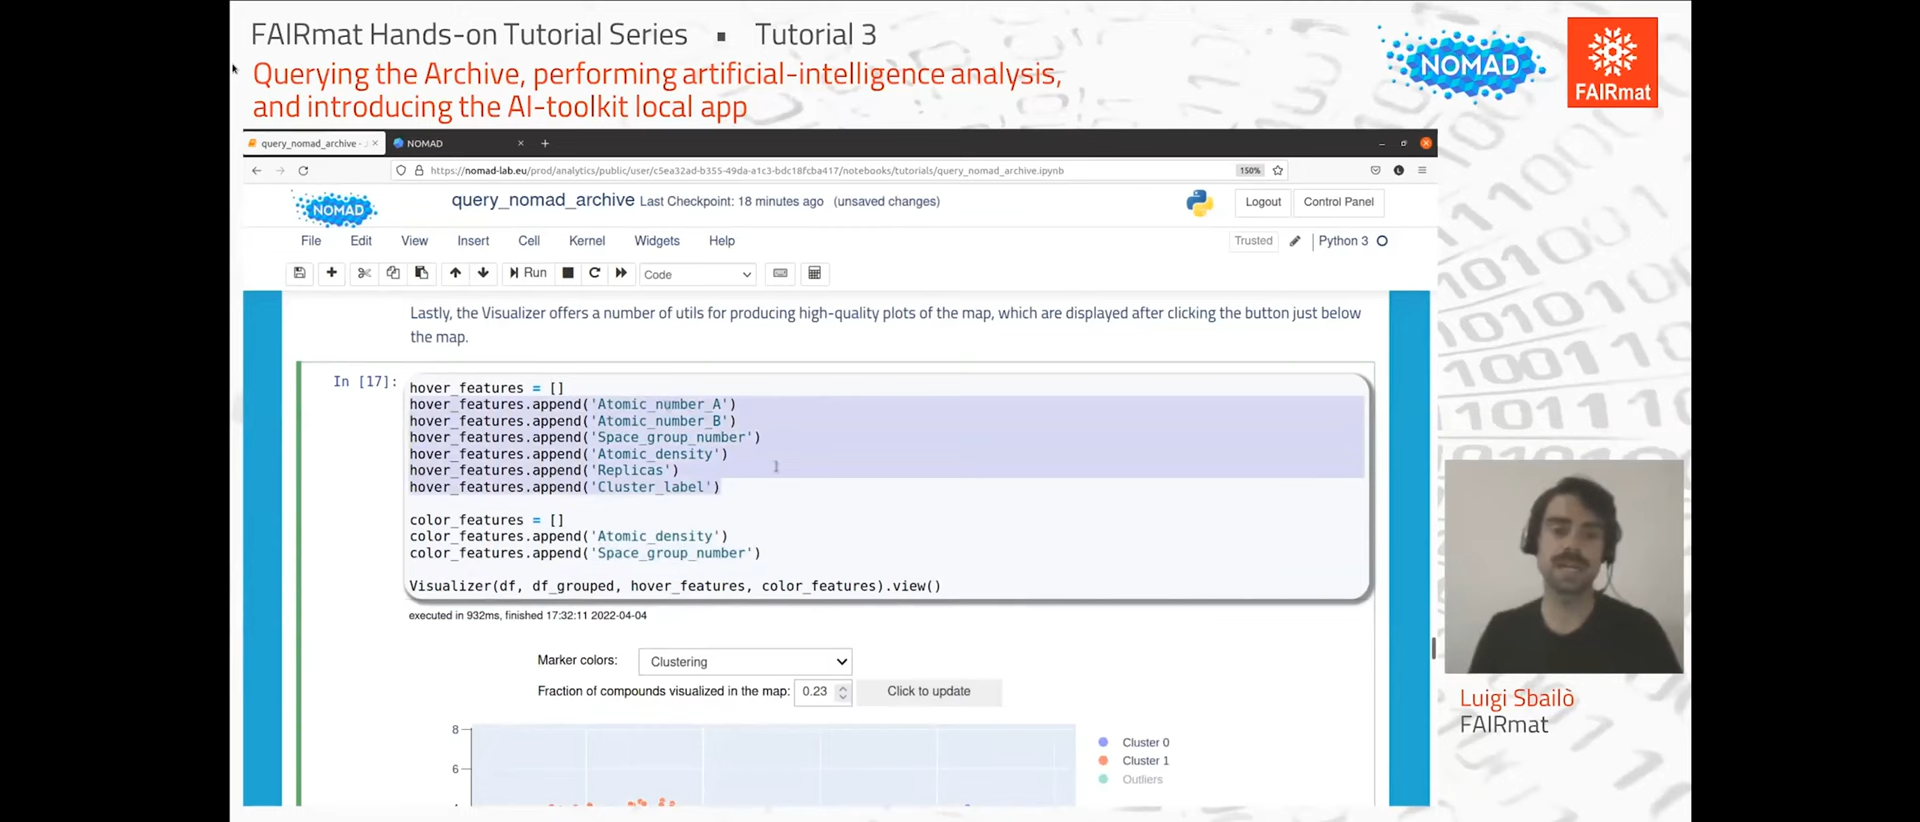 FAIRmat Hands-on Tutorial Series ▪ Tutorial 3
Querying the Archive, performing artificial-intelligence analysis,
and introducing the AI-toolkit local app
NOMAD
FAIRmat
query_nomad_archive -
NOMAD
https://nomad-lab.eu/prod/analytics/public/user/c5ea32ad-b355-49da-a1c3-bdc18fcba417/notebooks/tutorials/query_nomad_archive.ipynb
150%
NOMAD
query_nomad_archive Last Checkpoint: 18 minutes ago (unsaved changes)
Logout
Control Panel
File Edit View Insert Cell Kernel Widgets Help
Trusted
Python 3
Run
Code
Lastly, the Visualizer offers a number of utils for producing high-quality plots of the map, which are displayed after clicking the button just below
the map.
In [17]:
hover_features = []
hover_features.append('Atomic_number_A')
hover_features.append('Atomic_number_B')
hover_features.append('Space_group_number')
hover_features.append('Atomic_density')
hover_features.append('Replicas')
hover_features.append('Cluster_label')
color_features = []
color_features.append('Atomic_density')
color_features.append('Space_group_number')
Visualizer(df, df_grouped, hover_features, color_features).view()
executed in 932ms, finished 17:32:11 2022-04-04
Marker colors: Clustering
Fraction of compounds visualized in the map: 0.23 Click to update
8
6
Cluster 0
Cluster 1
Outliers
Luigi Sbailò
FAIRmat